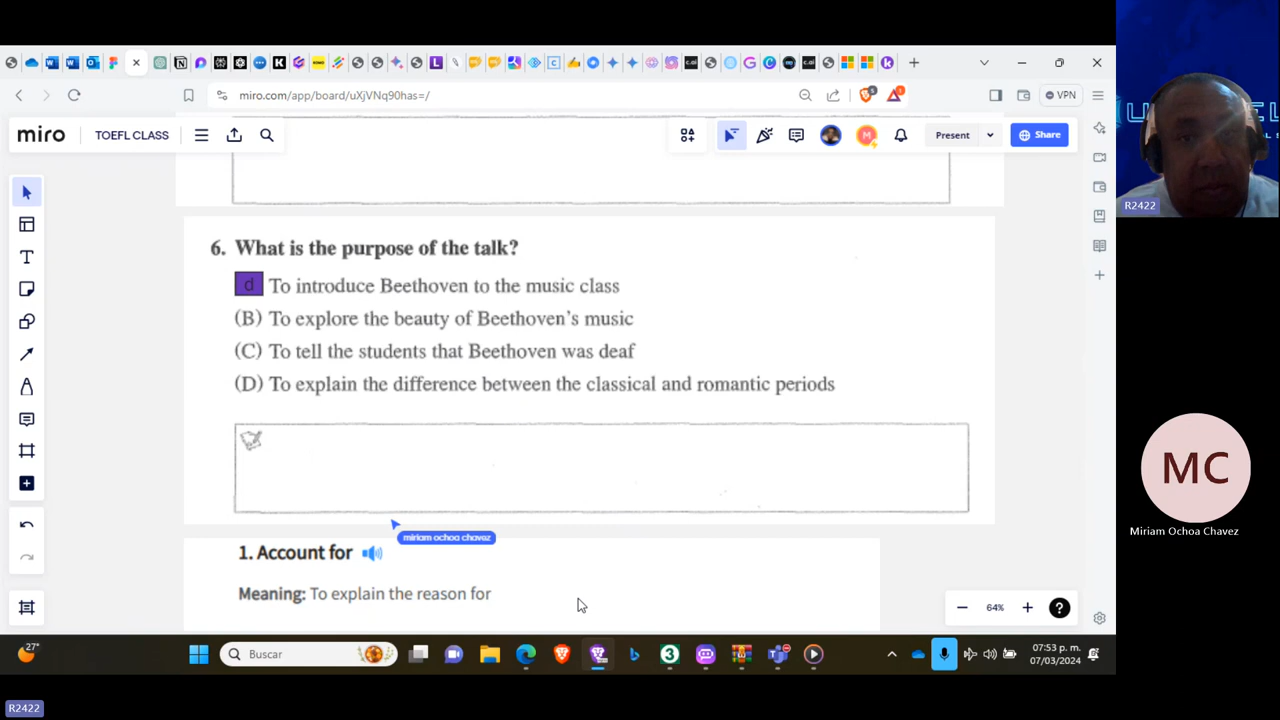 miro.com/app/board/uXjVNq90has=/
VPN
miro
TOEFL CLASS
Present
Share
6. What is the purpose of the talk?
d To introduce Beethoven to the music class
(B) To explore the beauty of Beethoven's music
(C) To tell the students that Beethoven was deaf
(D) To explain the difference between the classical and romantic periods
miriam ochoa chavez
1. Account for
Meaning: To explain the reason for
64%
27°
Buscar
07:53 p. m.
07/03/2024
R2422
MC
Miriam Ochoa Chavez
R2422